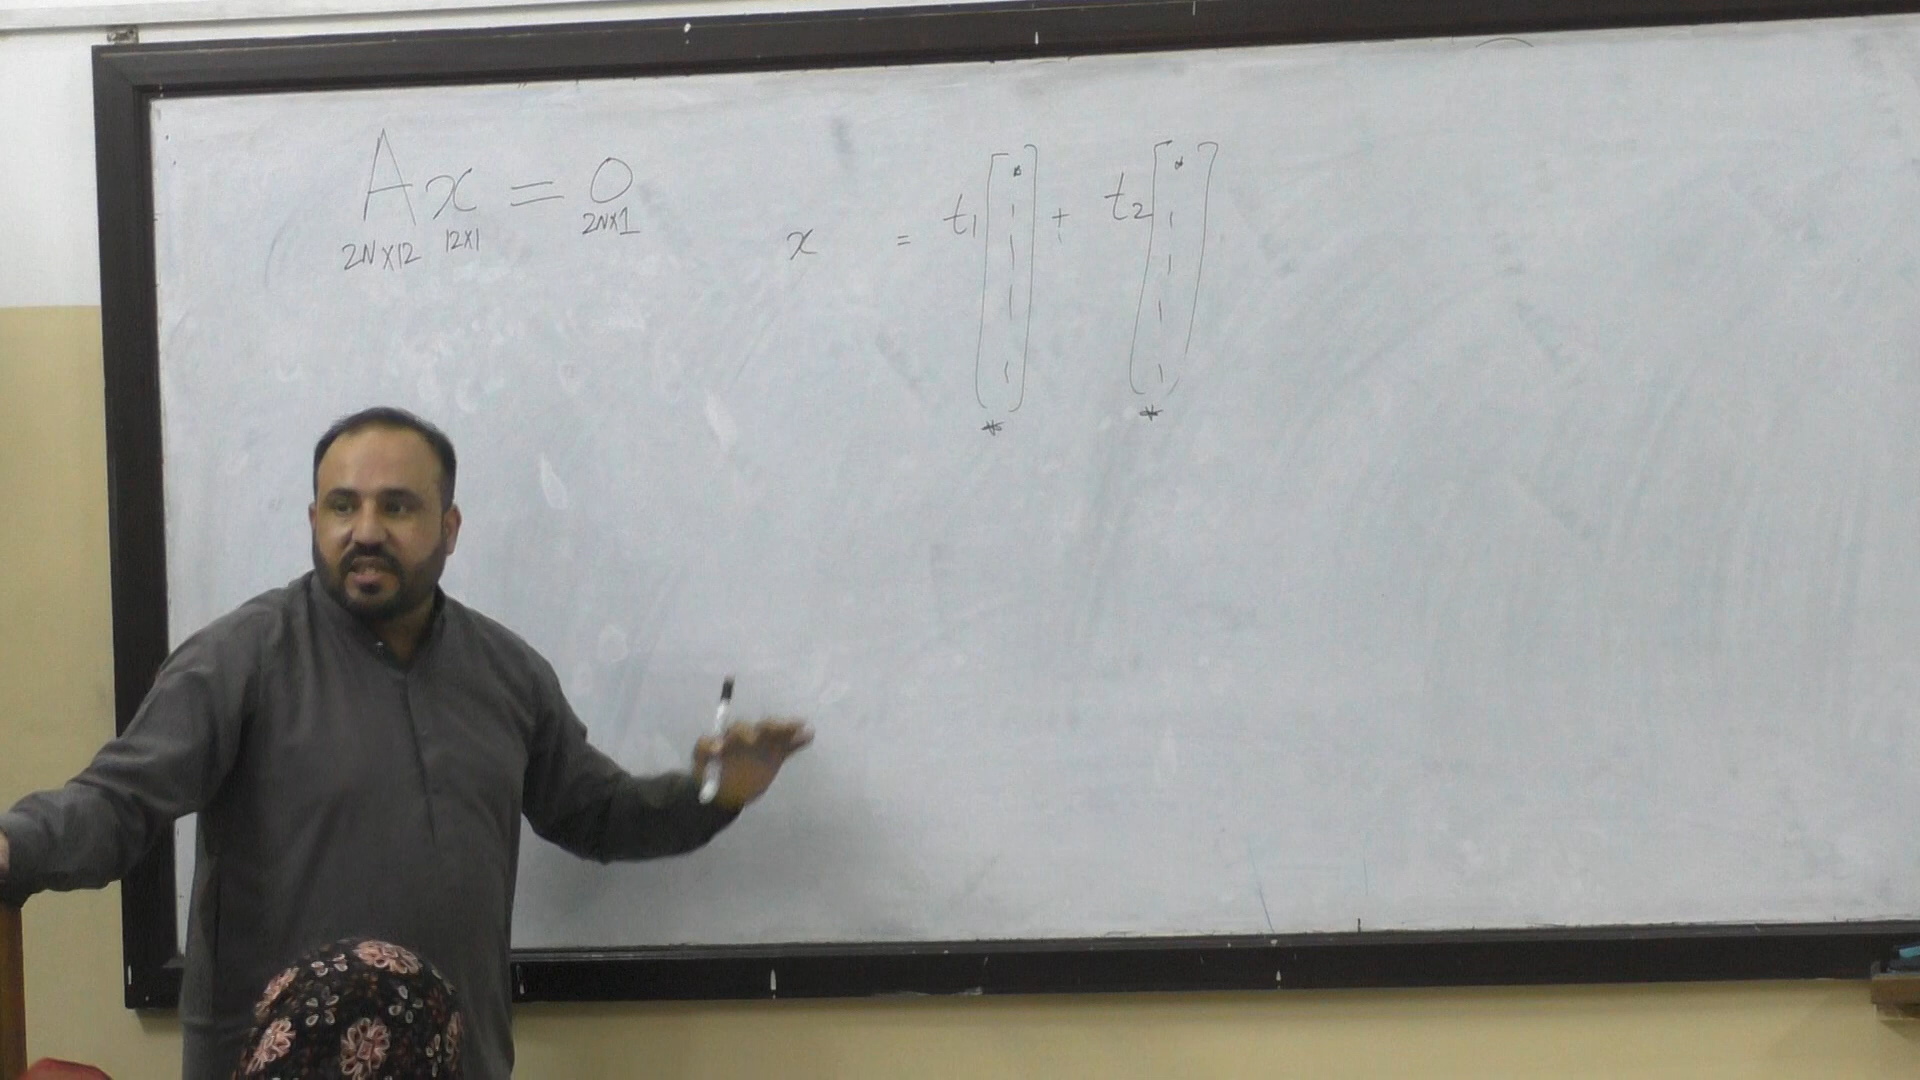 Ax = 0
2N×12 12×1 2N×1
x = t1 [ ] + t2 [ ]
* *